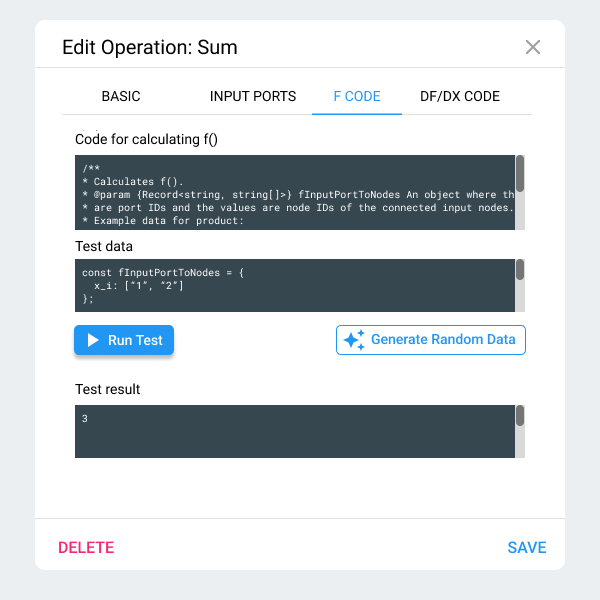 Edit Operation: Sum
BASIC
INPUT PORTS
F CODE
DF/DX CODE
Code for calculating f()
/**
* Calculates f().
* @param {Record<string, string[]>} fInputPortToNodes An object where th
* are port IDs and the values are node IDs of the connected input nodes.
* Example data for product:
Test data
const fInputPortToNodes = {
x_i: [“1”, “2”]
};
Run Test
Generate Random Data
Test result
3
DELETE
SAVE